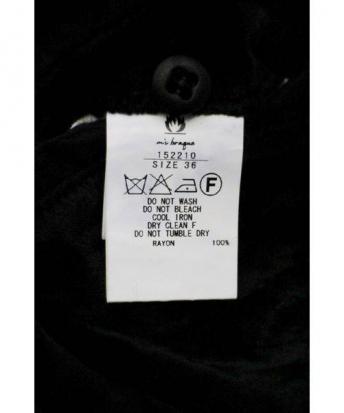 mis braque
152210
SIZE 36
F
DO NOT WASH
DO NOT BLEACH
COOL IRON
DRY CLEAN F
DO NOT TUMBLE DRY
RAYON 100%